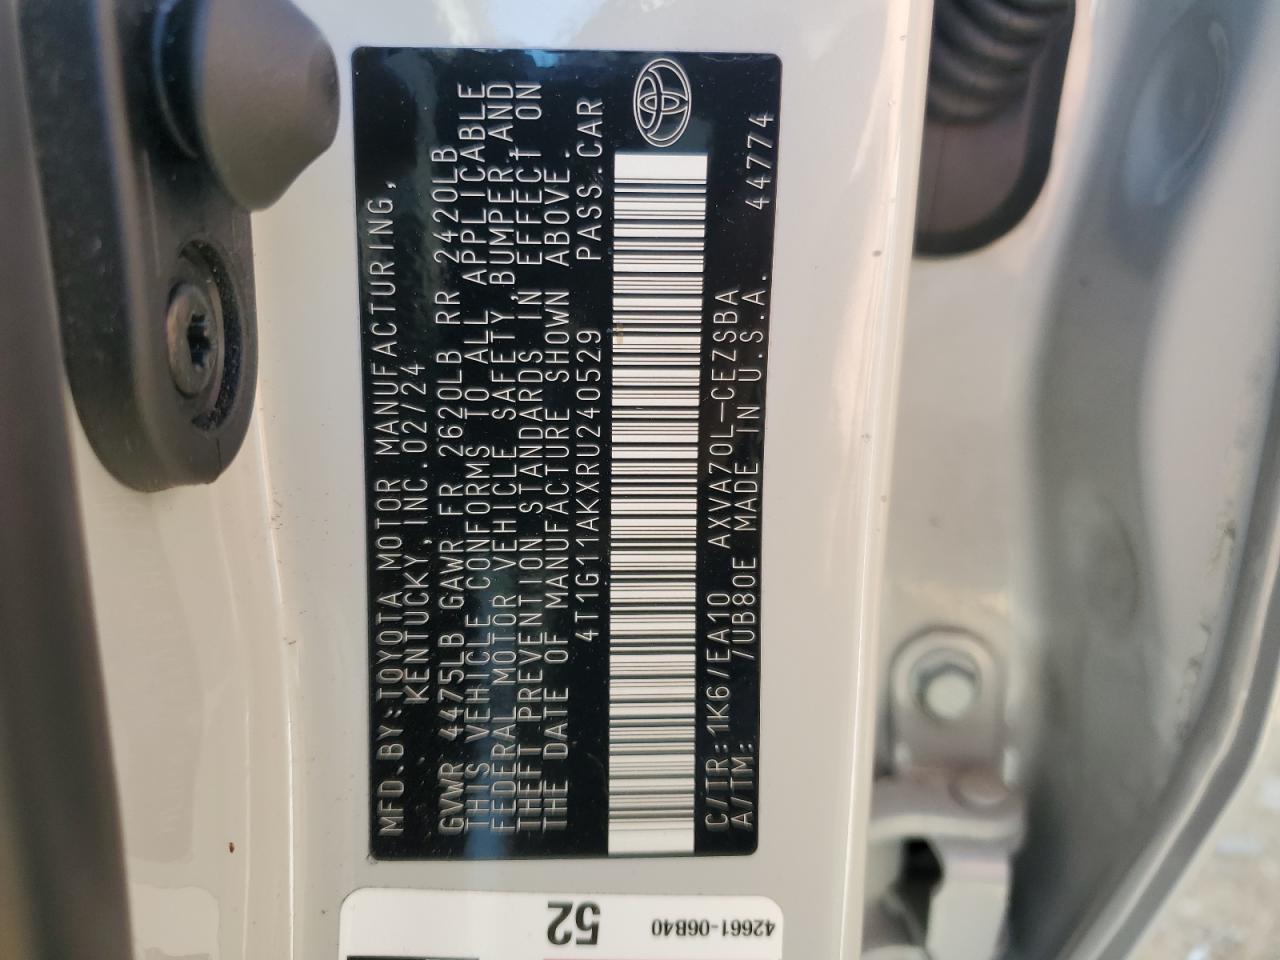 MFD.BY:TOYOTA MOTOR MANUFACTURING,
KENTUCKY,INC.02/24
GVWR 4475LB GAWR FR 2620LB RR 2420LB
THIS VEHICLE CONFORMS TO ALL APPLICABLE
FEDERAL MOTOR VEHICLE SAFETY,BUMPER,AND
THEFT PREVENTION STANDARDS IN EFFECT ON
THE DATE OF MANUFACTURE SHOWN ABOVE.
4T1G11AKXRU240529 PASS.CAR
C/TR:1K6/EA10 AXVA70L-CEZSBA
A/TM: /UB80E MADE IN U.S.A. 44774
52
42661-06B40